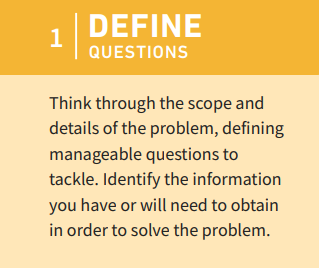 1
DEFINE
QUESTIONS
Think through the scope and
details of the problem, defining
manageable questions to
tackle. Identify the information
you have or will need to obtain
in order to solve the problem.